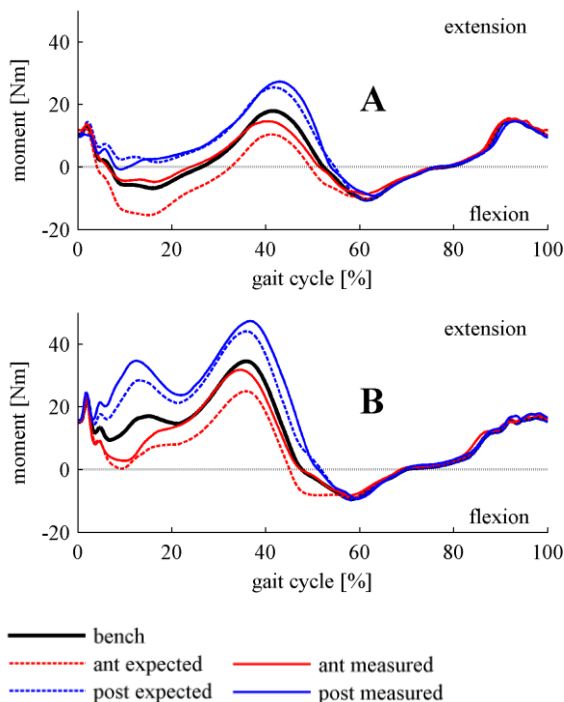 40
extension
20
A
0
-20
flexion
moment [Nm]
0
20
40
60
80
100
gait cycle [%]
40
extension
20
B
0
-20
flexion
moment [Nm]
0
20
40
60
80
100
gait cycle [%]
bench
ant expected
ant measured
post expected
post measured